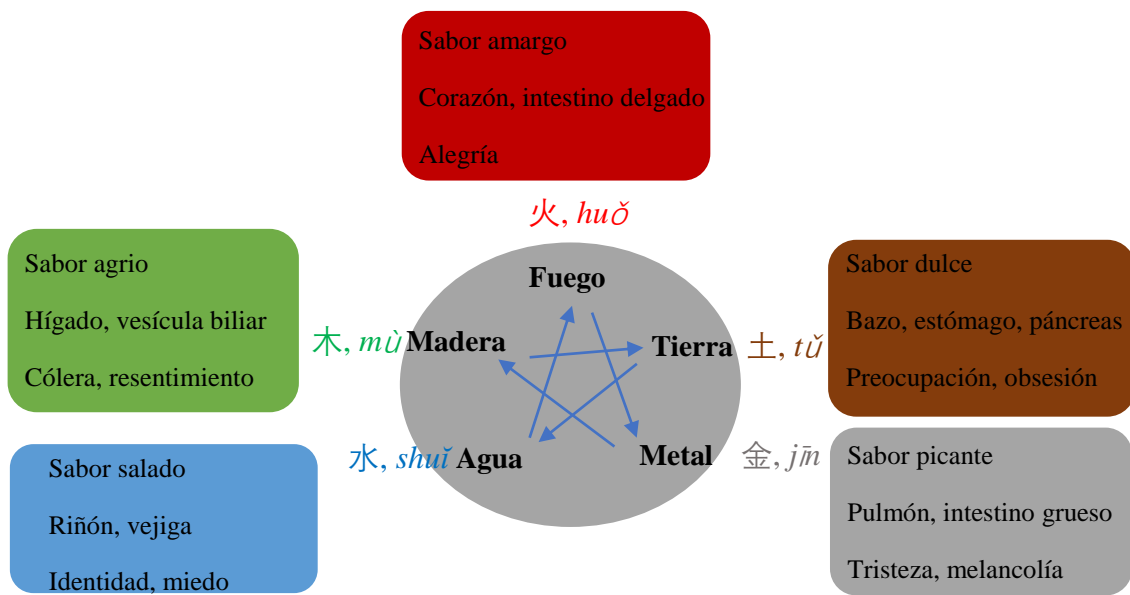 Sabor amargo
Corazón, intestino delgado
Alegría
火, huǒ
Sabor agrio
Hígado, vesícula biliar
Cólera, resentimiento
木, mù
Fuego
Madera
Tierra
土, tǔ
Sabor dulce
Bazo, estómago, páncreas
Preocupación, obsesión
Sabor salado
Riñón, vejiga
Identidad, miedo
水, shuǐ
Agua
Metal
金, jīn
Sabor picante
Pulmón, intestino grueso
Tristeza, melancolía